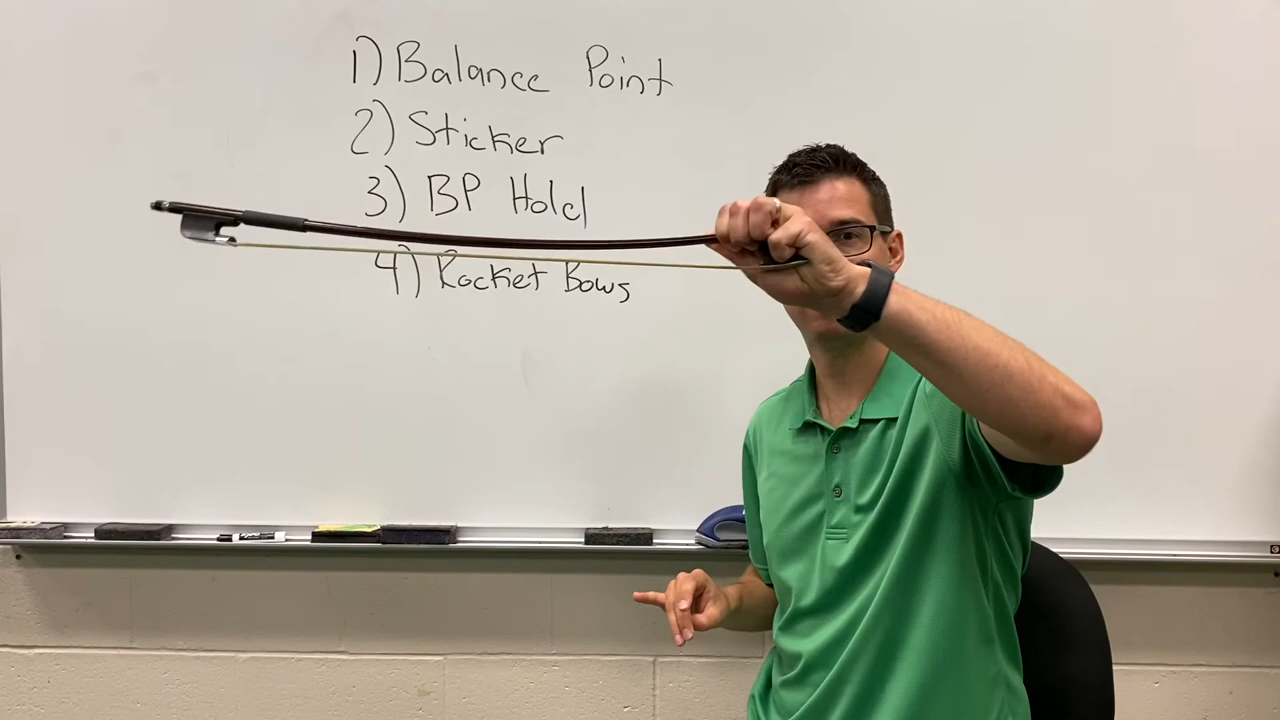 1) Balance Point
2) Sticker
3) BP Hold
4) Rocket Bows